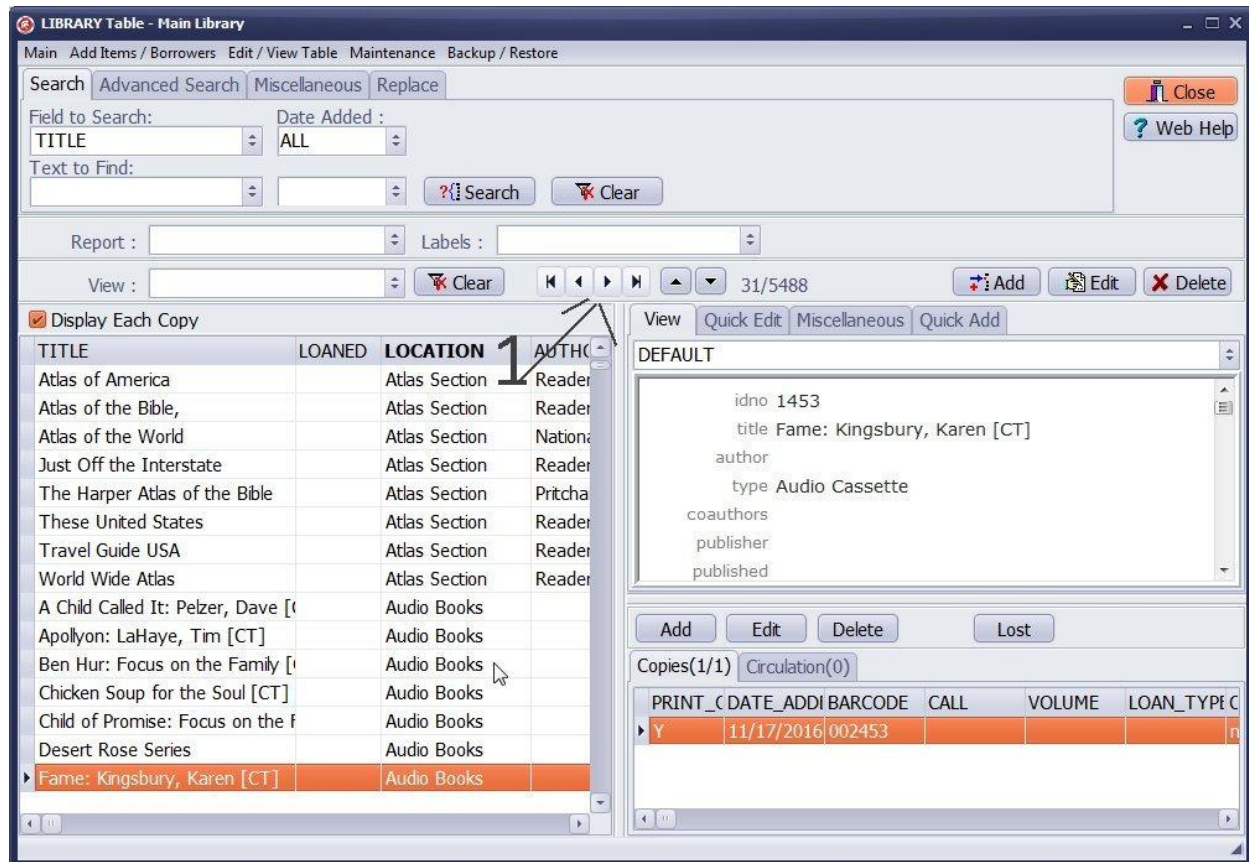 LIBRARY Table - Main Library
Main Add Items / Borrowers Edit / View Table Maintenance Backup / Restore
Search Advanced Search Miscellaneous Replace
Close
Field to Search: Date Added :
TITLE ALL
Web Help
Text to Find:
Search Clear
Report : Labels :
View : Clear 31/5488 Add Edit Delete
Display Each Copy
View Quick Edit Miscellaneous Quick Add
TITLE LOANED LOCATION AUTHO
1
DEFAULT
Atlas of America Atlas Section Reader
Atlas of the Bible, Atlas Section Reader
Atlas of the World Atlas Section Nationa
Just Off the Interstate Atlas Section Reader
The Harper Atlas of the Bible Atlas Section Pritcha
These United States Atlas Section Reader
Travel Guide USA Atlas Section Reader
World Wide Atlas Atlas Section Reader
A Child Called It: Pelzer, Dave [ Audio Books
Apollyon: LaHaye, Tim [CT] Audio Books
Ben Hur: Focus on the Family [ Audio Books
Chicken Soup for the Soul [CT] Audio Books
Child of Promise: Focus on the F Audio Books
Desert Rose Series Audio Books
Fame: Kingsbury, Karen [CT] Audio Books
idno 1453
title Fame: Kingsbury, Karen [CT]
author
type Audio Cassette
coauthors
publisher
published
Add Edit Delete Lost
Copies(1/1) Circulation(0)
PRINT_C DATE_ADDE BARCODE CALL VOLUME LOAN_TYPE C
Y 11/17/2016 002453 n